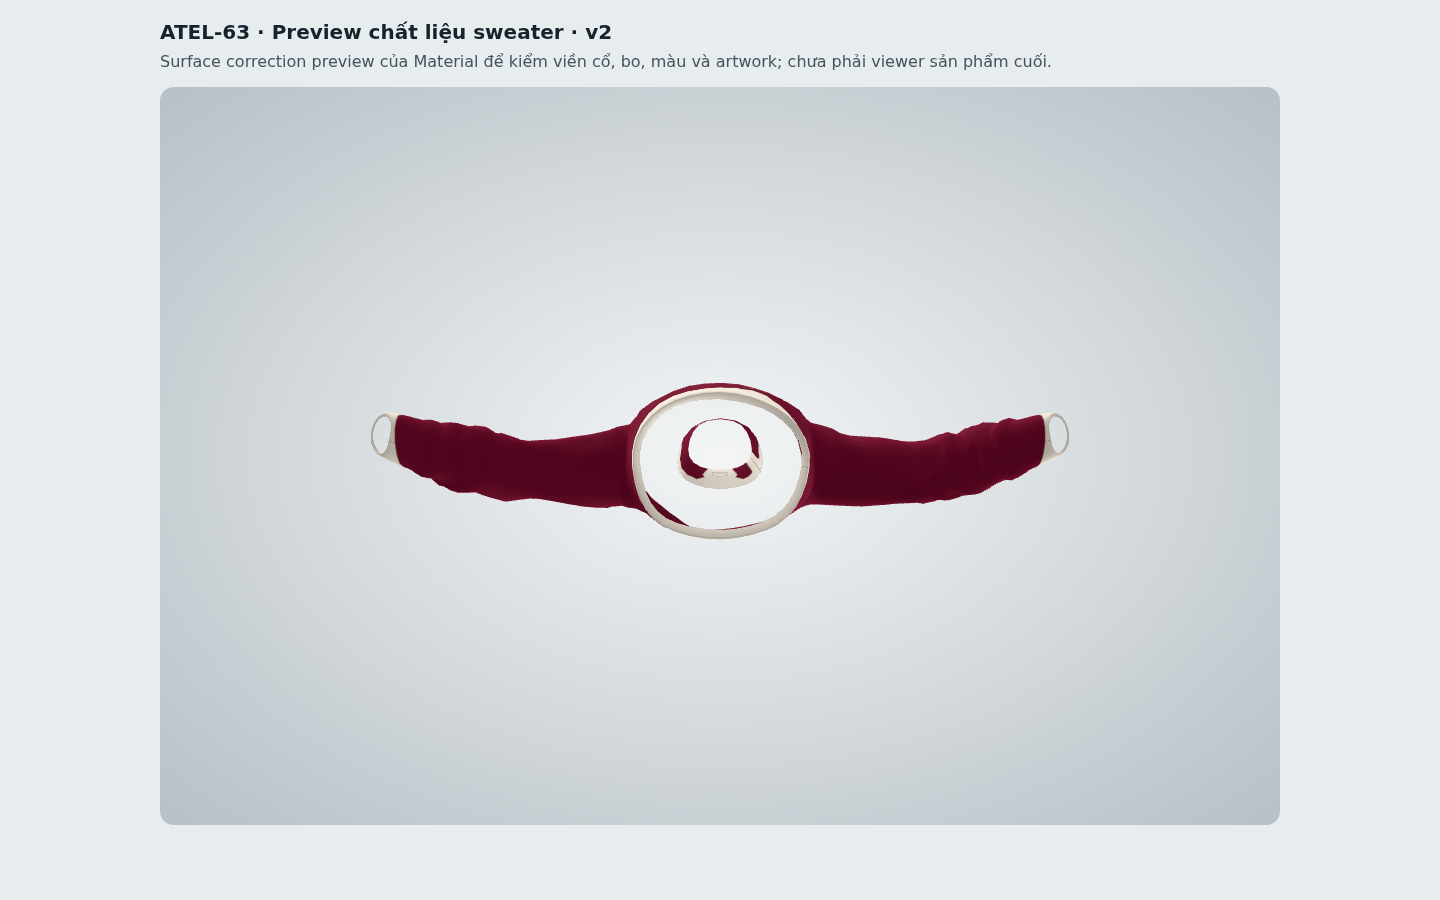 ATEL-63 · Preview chất liệu sweater · v2
Surface correction preview của Material để kiểm viền cổ, bo, màu và artwork; chưa phải viewer sản phẩm cuối.